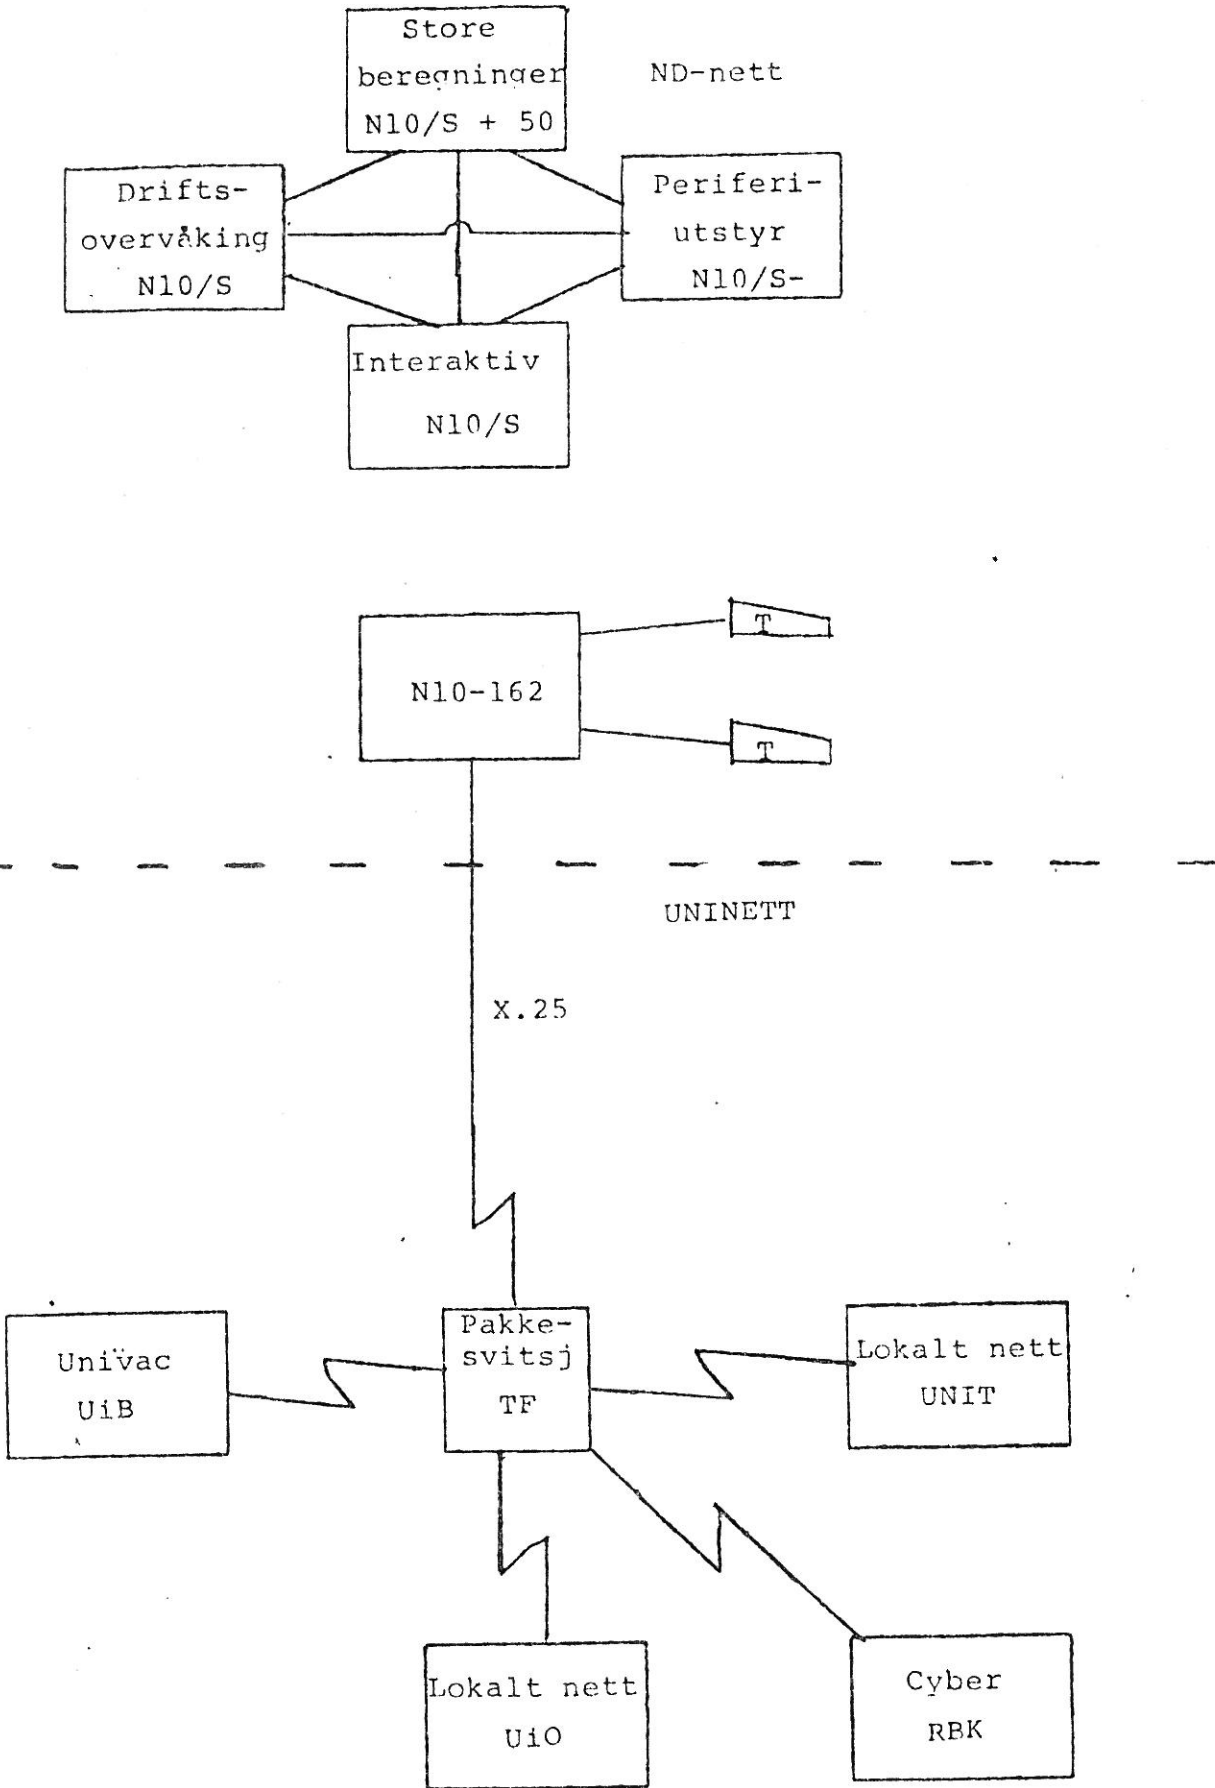 Store
beregninger
N10/S + 50
ND-nett
Drifts-
overvåking
N10/S
Periferi-
utstyr
N10/S-
Interaktiv
N10/S
N10-162
T
T
UNINETT
X.25
Univac
UiB
Pakke-
svitsj
TF
Lokalt nett
UNIT
Lokalt nett
UiO
Cyber
RBK